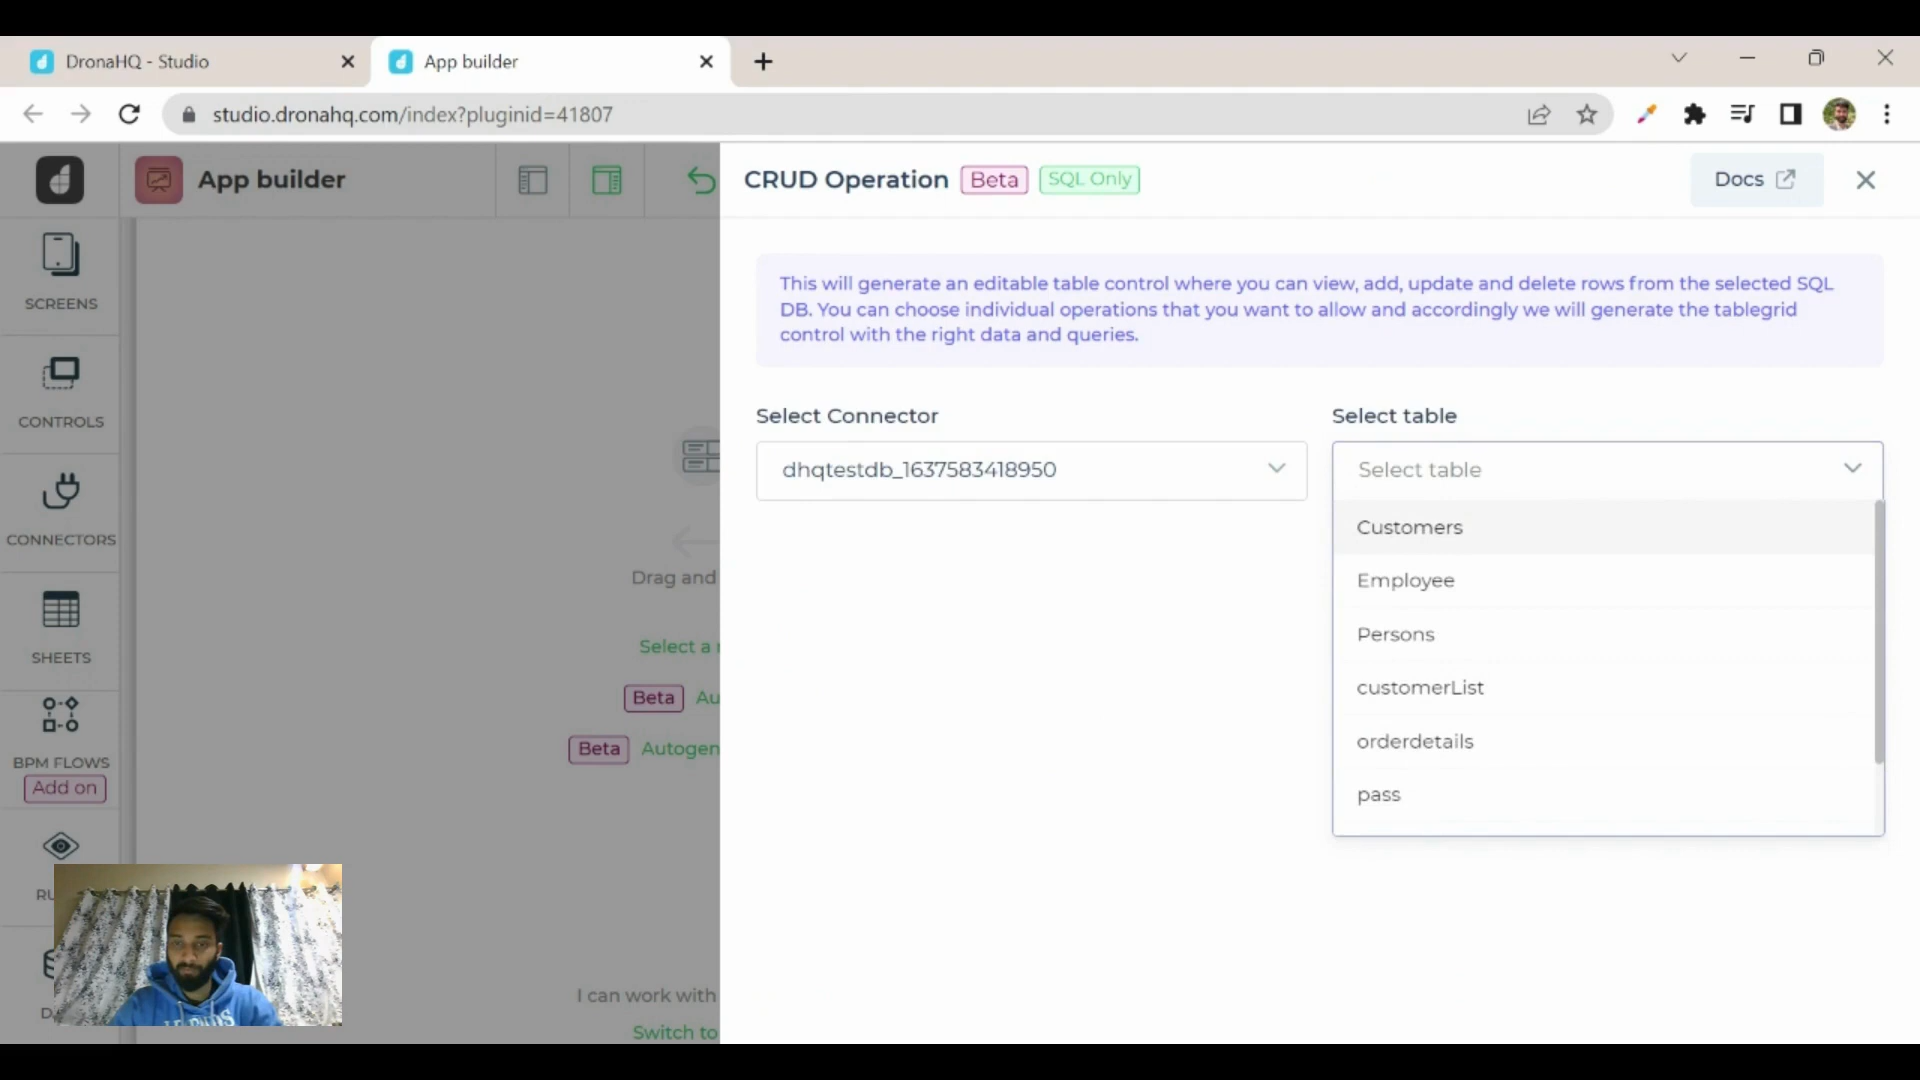 DronaHQ - Studio
App builder
studio.dronahq.com/index?pluginid=41807
App builder
CRUD Operation
Beta
SQL Only
Docs
SCREENS
CONTROLS
CONNECTORS
SHEETS
BPM FLOWS
Add on
RU
D
Drag and
Select a
Beta
Au
Beta
Autogen
I can work with
Switch to
This will generate an editable table control where you can view, add, update and delete rows from the selected SQL
DB. You can choose individual operations that you want to allow and accordingly we will generate the tablegrid
control with the right data and queries.
Select Connector
dhqtestdb_1637583418950
Select table
Select table
Customers
Employee
Persons
customerList
orderdetails
pass